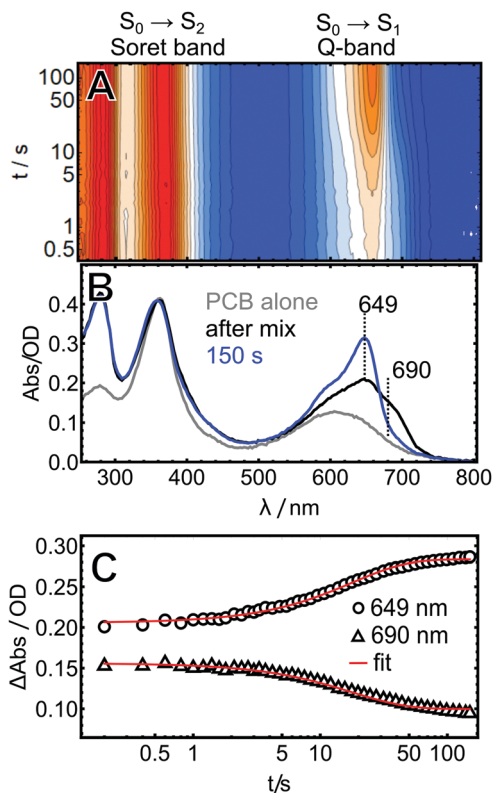 S₀ → S₂ S₀ → S₁
Soret band Q-band
A
100
50
10
5
1
0.5
t / s
B
PCB alone
after mix
150 s
649
690
0.4
0.3
0.2
0.1
0.0
Abs/OD
300 400 500 600 700 800
λ / nm
C
0.30
0.25
0.20
0.15
0.10
ΔAbs / OD
649 nm
690 nm
fit
0.5 1 5 10 50 100
t/s